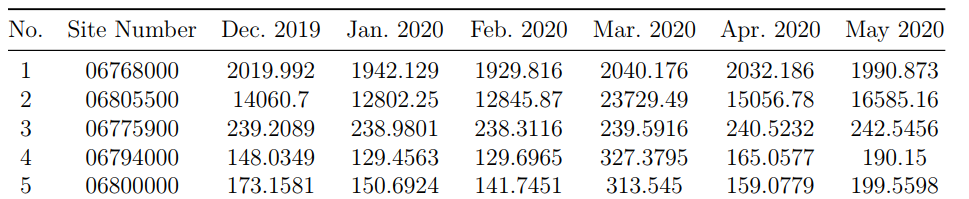 No. Site Number Dec. 2019 Jan. 2020 Feb. 2020 Mar. 2020 Apr. 2020 May 2020
1 06768000 2019.992 1942.129 1929.816 2040.176 2032.186 1990.873
2 06805500 14060.7 12802.25 12845.87 23729.49 15056.78 16585.16
3 06775900 239.2089 238.9801 238.3116 239.5916 240.5232 242.5456
4 06794000 148.0349 129.4563 129.6965 327.3795 165.0577 190.15
5 06800000 173.1581 150.6924 141.7451 313.545 159.0779 199.5598